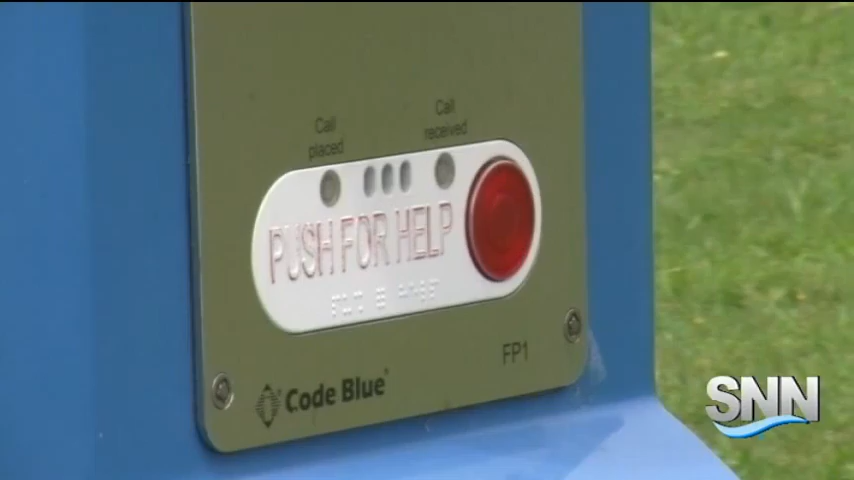 Call placed
Call received
PUSH FOR HELP
FP1
Code Blue
SNN